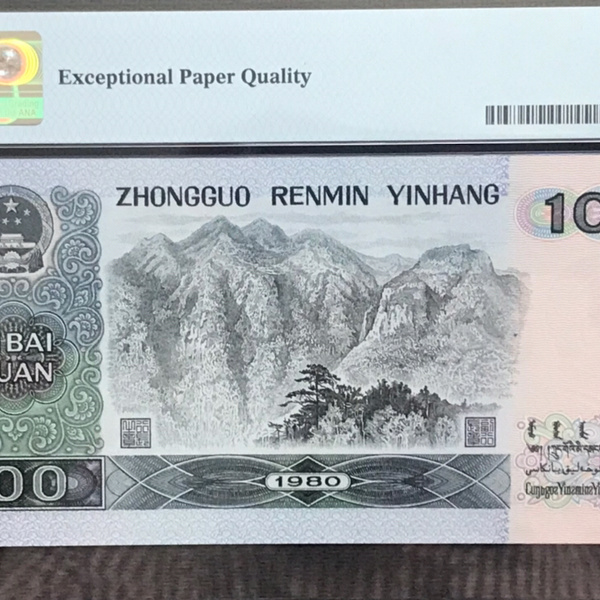 Exceptional Paper Quality
ZHONGGUO RENMIN YINHANG
10
BAI
UAN
00
1980